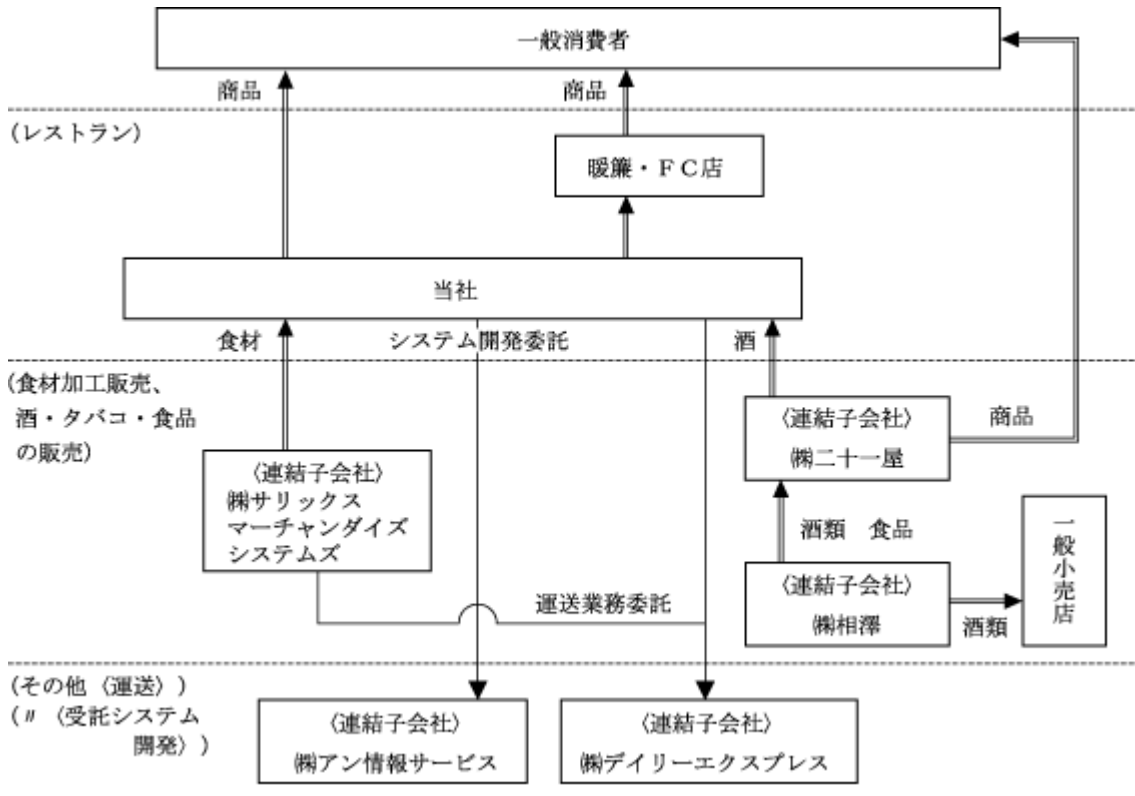 一般消費者
商品
商品
(レストラン)
暖簾・FC店
当社
食材
システム開発委託
酒
(食材加工販売、
酒・タバコ・食品
の販売)
〈連結子会社〉
㈱二十一屋
商品
〈連結子会社〉
㈱サリックス
マーチャンダイズ
システムズ
酒類 食品
一般小売店
〈連結子会社〉
㈱相澤
酒類
運送業務委託
(その他〈運送〉)
(〃〈受託システム
開発〉)
〈連結子会社〉
㈱アン情報サービス
〈連結子会社〉
㈱デイリーエクスプレス